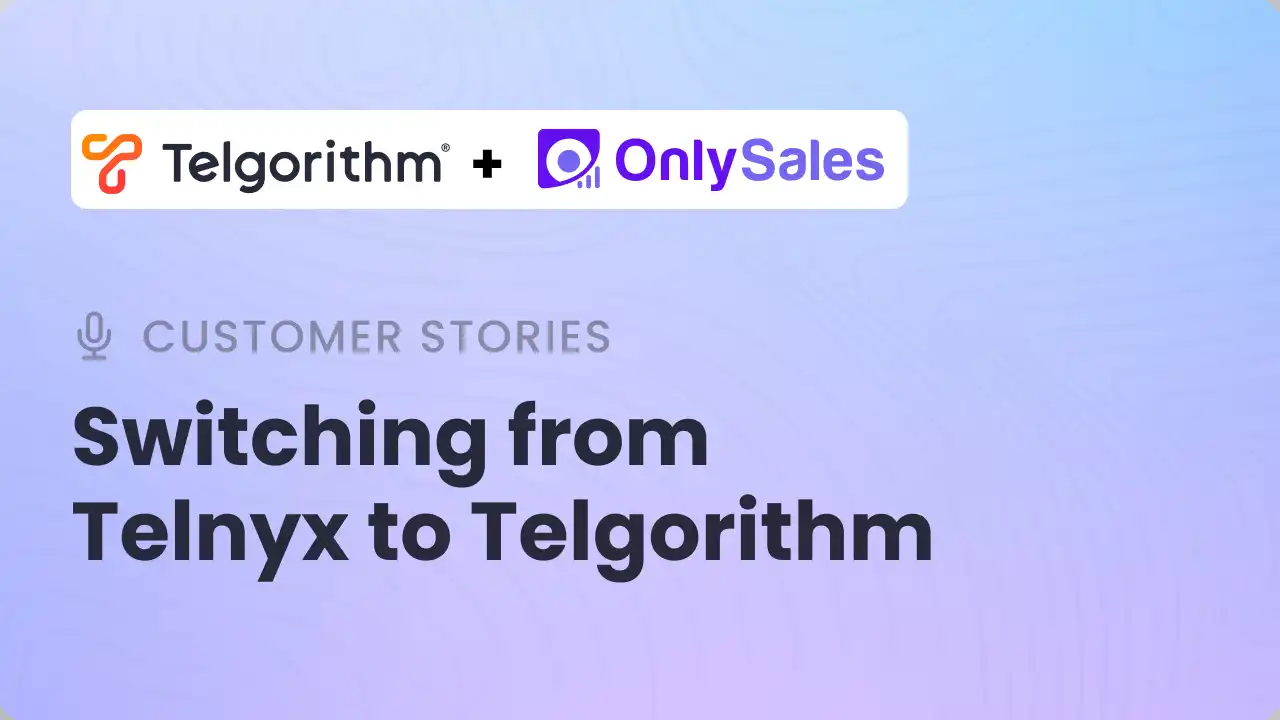 Telgorithm® + OnlySales
CUSTOMER STORIES
Switching from
Telnyx to Telgorithm